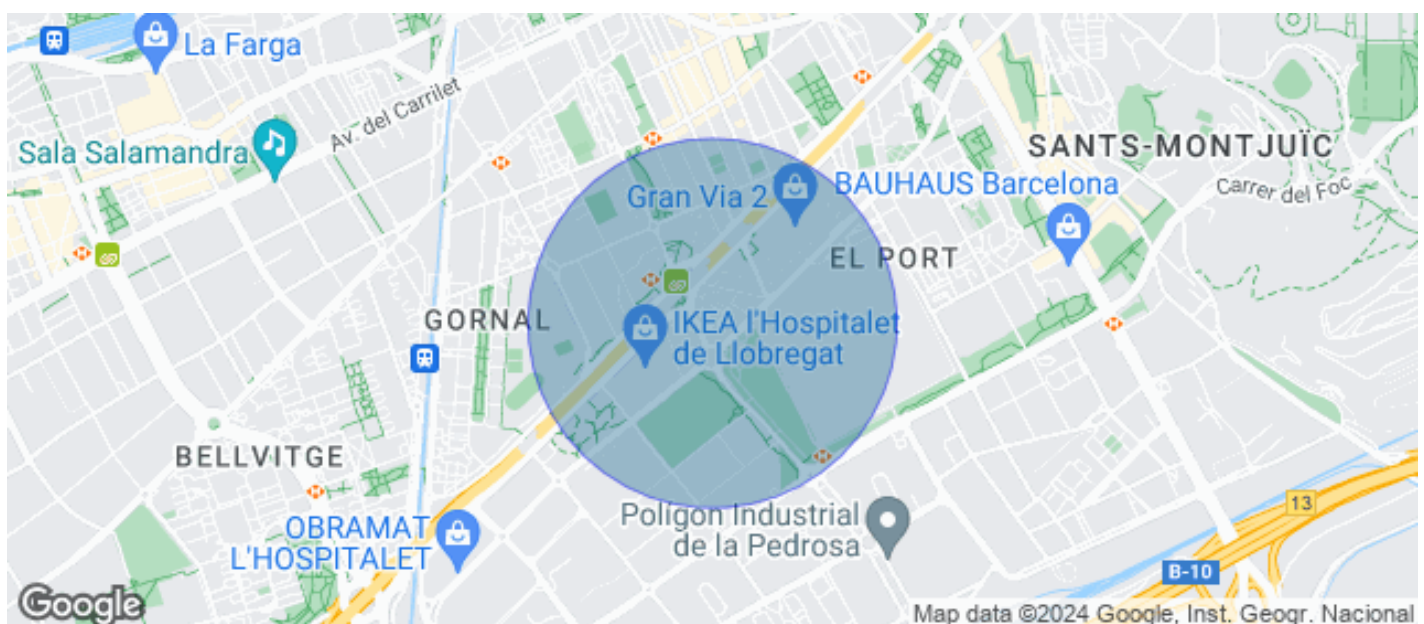 La Farga
Av. del Carrilet
Sala Salamandra
SANTS-MONTJUÏC
Gran Via 2
BAUHAUS Barcelona
Carrer del Foc
EL PORT
GORNAL
IKEA l'Hospitalet
de Llobregat
BELLVITGE
Polígon Industrial
de la Pedrosa
OBRAMAT
L'HOSPITALET
13
B-10
Google
Map data ©2024 Google, Inst. Geogr. Nacional